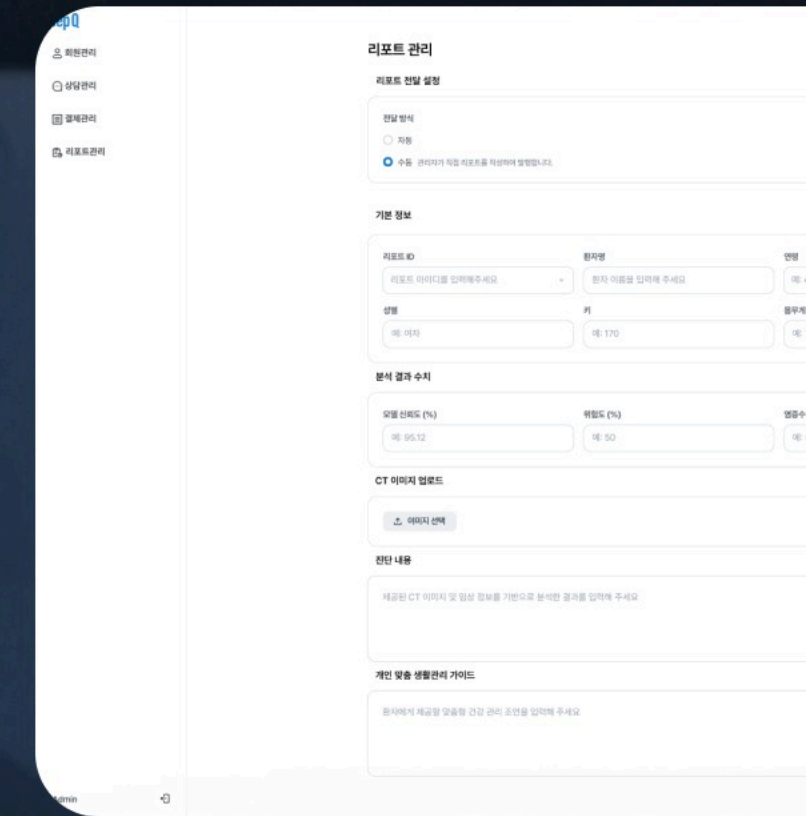 epQ
회원관리
상담관리
결제관리
리포트관리
리포트 관리
리포트 전달 설정
전달 방식
자동
수동 관리자가 직접 리포트를 작성하여 발행합니다.
기본 정보
리포트 ID 환자명 연령
리포트 아이디를 입력해주세요 환자 이름을 입력해 주세요 예: 4
성별 키 몸무게
예: 여자 예: 170 예:
분석 결과 수치
모델 신뢰도 (%) 위험도 (%) 염증수
예: 95.12 예: 50 예:
CT 이미지 업로드
이미지 선택
진단 내용
제공된 CT 이미지 및 임상 정보를 기반으로 분석한 결과를 입력해 주세요
개인 맞춤 생활관리 가이드
환자에게 제공할 맞춤형 건강 관리 조언을 입력해 주세요
Admin